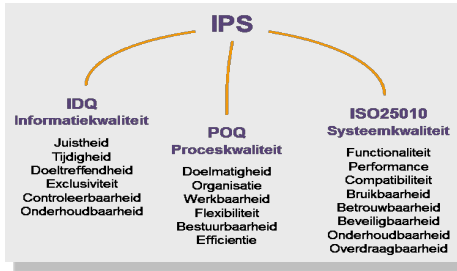 IPS
IDQ
Informatiekwaliteit
Juistheid
Tijdigheid
Doeltreffendheid
Exclusiviteit
Controleerbaarheid
Onderhoudbaarheid
POQ
Proceskwaliteit
Doelmatigheid
Organisatie
Werkbaarheid
Flexibiliteit
Bestuurbaarheid
Efficientie
ISO25010
Systeemkwaliteit
Functionaliteit
Performance
Compatibiliteit
Bruikbaarheid
Betrouwbaarheid
Beveiligbaarheid
Onderhoudbaarheid
Overdraagbaarheid